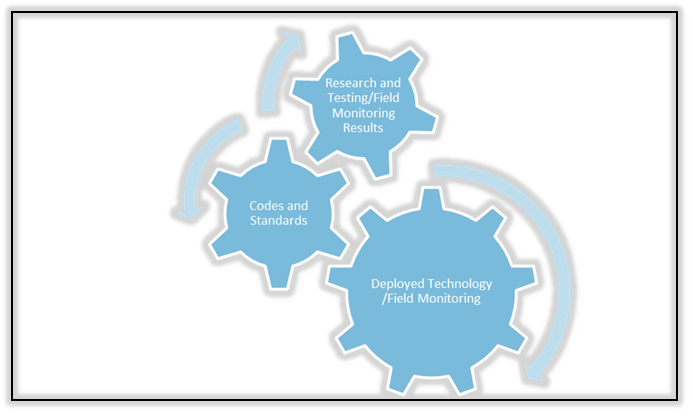 Research and
Testing/Field
Monitoring
Results
Codes and
Standards
Deployed Technology
/Field Monitoring